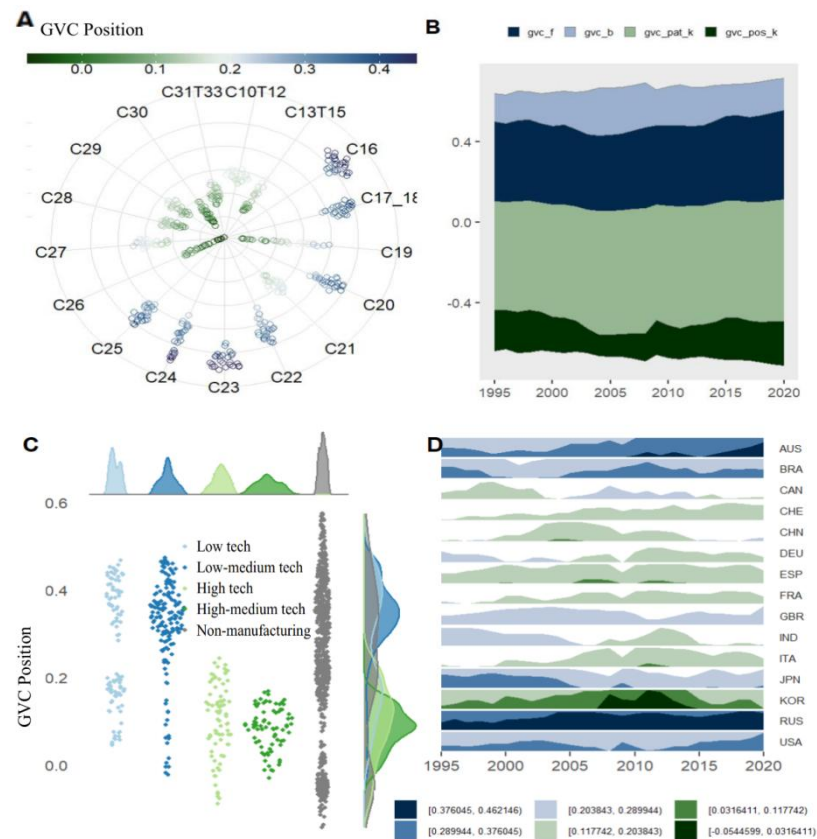 A GVC Position
0.0 0.1 0.2 0.3 0.4
C31T33 C10T12
C30 C13T15
C29 C16
C28 C17_18
C27 C19
C26 C20
C25 C21
C24 C23 C22
B
gvc_f gvc_b gvc_pat_k gvc_pos_k
0.4
0.0
-0.4
1995 2000 2005 2010 2015 2020
C
0.6
0.4
0.2
0.0
GVC Position
Low tech
Low-medium tech
High tech
High-medium tech
Non-manufacturing
D
AUS
BRA
CAN
CHE
CHN
DEU
ESP
FRA
GBR
IND
ITA
JPN
KOR
RUS
USA
1995 2000 2005 2010 2015 2020
[0.376045, 0.462146) [0.203843, 0.289944) [0.0316411, 0.117742)
[0.289944, 0.376045) [0.117742, 0.203843) [-0.0544599, 0.0316411)